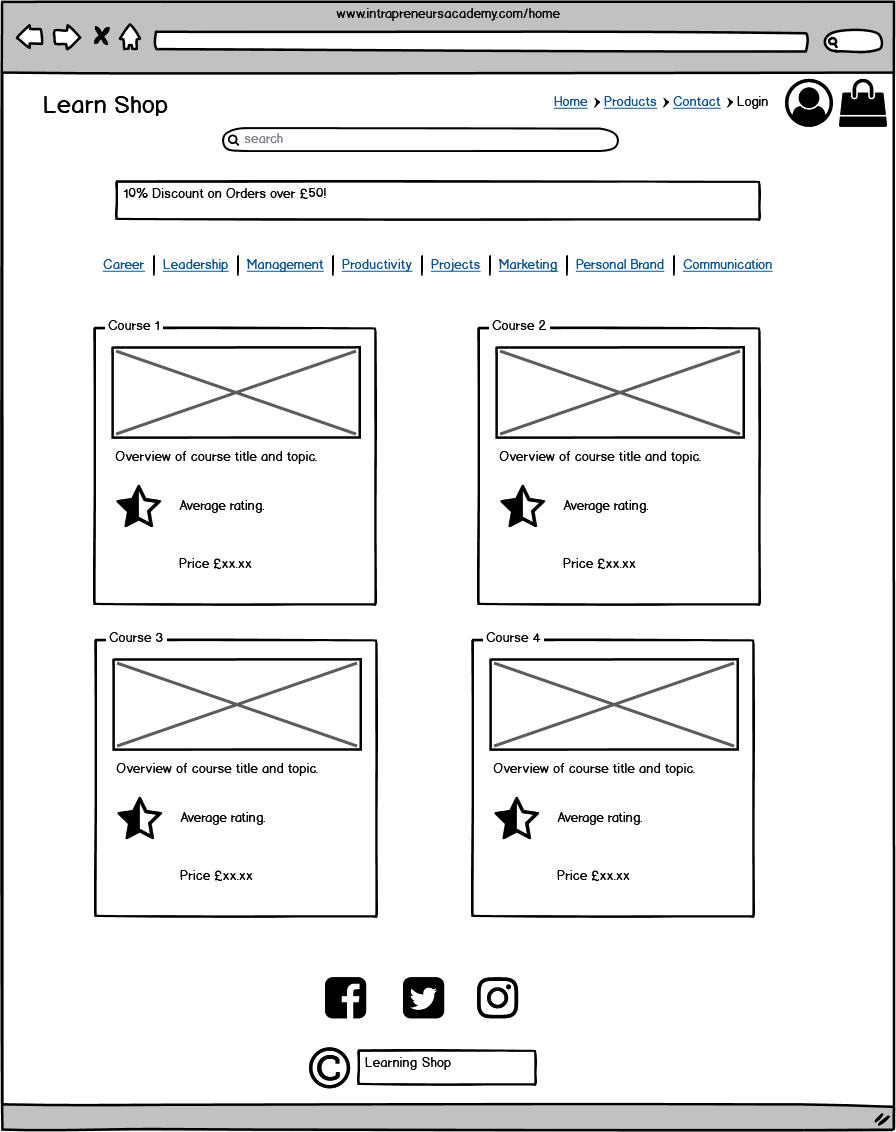 www.intrapreneursacademy.com/home
Learn Shop
Home Products Contact Login
search
10% Discount on Orders over £50!
Career Leadership Management Productivity Projects Marketing Personal Brand Communication
Course 1
Overview of course title and topic.
Average rating.
Price £xx.xx
Course 2
Overview of course title and topic.
Average rating.
Price £xx.xx
Course 3
Overview of course title and topic.
Average rating.
Price £xx.xx
Course 4
Overview of course title and topic.
Average rating.
Price £xx.xx
© Learning Shop